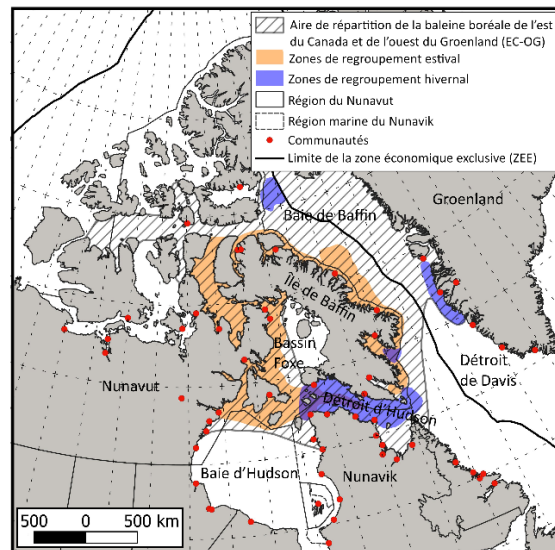 Aire de répartition de la baleine boréale de l'est
du Canada et de l'ouest du Groenland (EC-OG)
Zones de regroupement estival
Zones de regroupement hivernal
Région du Nunavut
Région marine du Nunavik
Communautés
Limite de la zone économique exclusive (ZEE)
Baie de Baffin
Groenland
Île de Baffin
Bassin
Foxe
Détroit
de Davis
Nunavut
Détroit d'Hudson
Baie d'Hudson
Nunavik
500 0 500 km